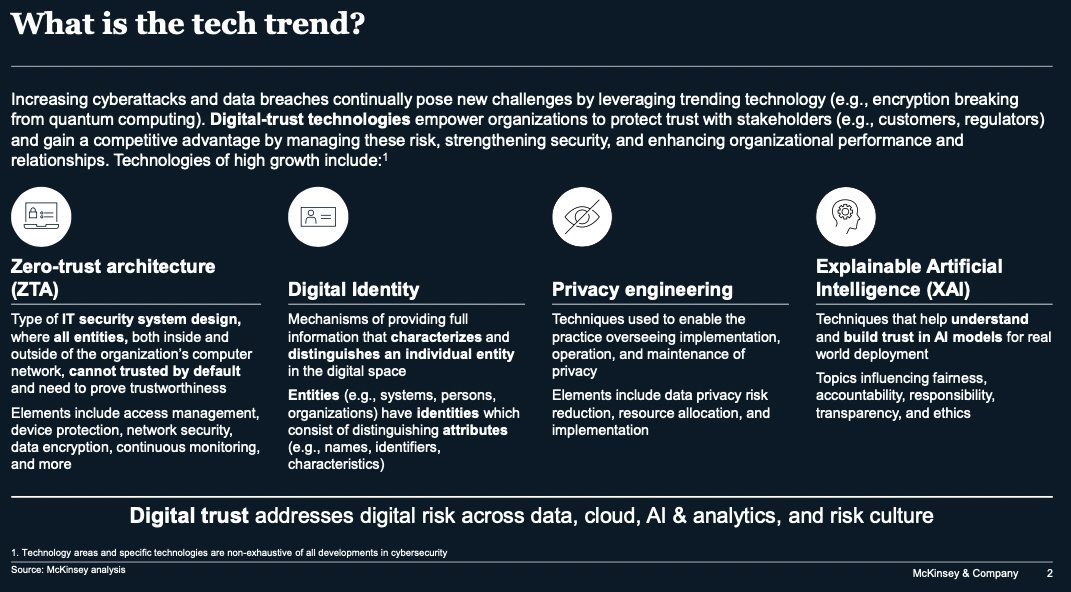 What is the tech trend?
Increasing cyberattacks and data breaches continually pose new challenges by leveraging trending technology (e.g., encryption breaking
from quantum computing). Digital-trust technologies empower organizations to protect trust with stakeholders (e.g., customers, regulators)
and gain a competitive advantage by managing these risk, strengthening security, and enhancing organizational performance and
relationships. Technologies of high growth include:¹
Zero-trust architecture
(ZTA)
Type of IT security system design,
where all entities, both inside and
outside of the organization's computer
network, cannot trusted by default
and need to prove trustworthiness
Elements include access management,
device protection, network security,
data encryption, continuous monitoring,
and more
Digital Identity
Mechanisms of providing full
information that characterizes and
distinguishes an individual entity
in the digital space
Entities (e.g., systems, persons,
organizations) have identities which
consist of distinguishing attributes
(e.g., names, identifiers,
characteristics)
Privacy engineering
Techniques used to enable the
practice overseeing implementation,
operation, and maintenance of
privacy
Elements include data privacy risk
reduction, resource allocation, and
implementation
Explainable Artificial
Intelligence (XAI)
Techniques that help understand
and build trust in AI models for real
world deployment
Topics influencing fairness,
accountability, responsibility,
transparency, and ethics
Digital trust addresses digital risk across data, cloud, AI & analytics, and risk culture
1. Technology areas and specific technologies are non-exhaustive of all developments in cybersecurity
Source: McKinsey analysis
McKinsey & Company 2